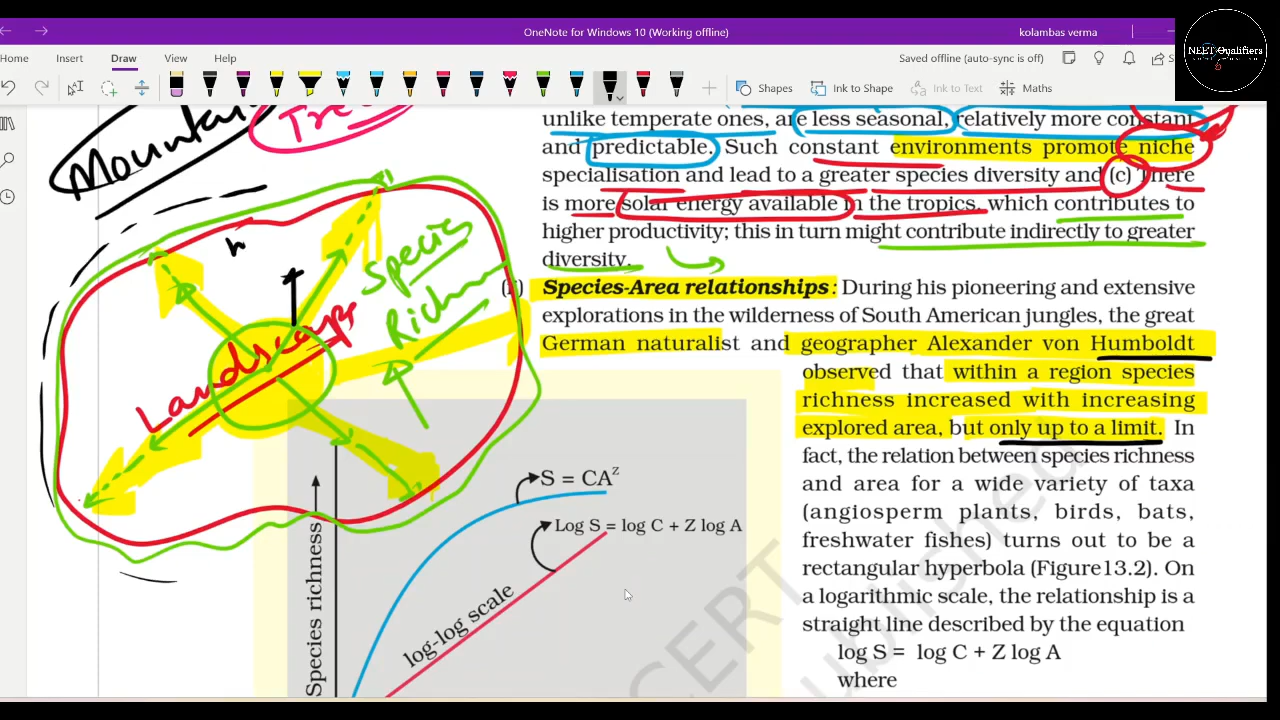 OneNote for Windows 10 (Working offline)
kolambas verma
NEET Qualifiers
Home Insert Draw View Help
Saved offline (auto-sync is off)
Shapes Ink to Shape Ink to Text Maths
unlike temperate ones, are less seasonal, relatively more constant
and predictable. Such constant environments promote niche
specialisation and lead to a greater species diversity and (c) There
is more solar energy available in the tropics, which contributes to
higher productivity; this in turn might contribute indirectly to greater
diversity.
Species-Area relationships: During his pioneering and extensive
explorations in the wilderness of South American jungles, the great
German naturalist and geographer Alexander von Humboldt
observed that within a region species
richness increased with increasing
explored area, but only up to a limit. In
fact, the relation between species richness
and area for a wide variety of taxa
(angiosperm plants, birds, bats,
freshwater fishes) turns out to be a
rectangular hyperbola (Figure13.2). On
a logarithmic scale, the relationship is a
straight line described by the equation
log S = log C + Z log A
where
Landscape
Species
Species richness
S = CA^Z
Log S = log C + Z log A
log-log scale